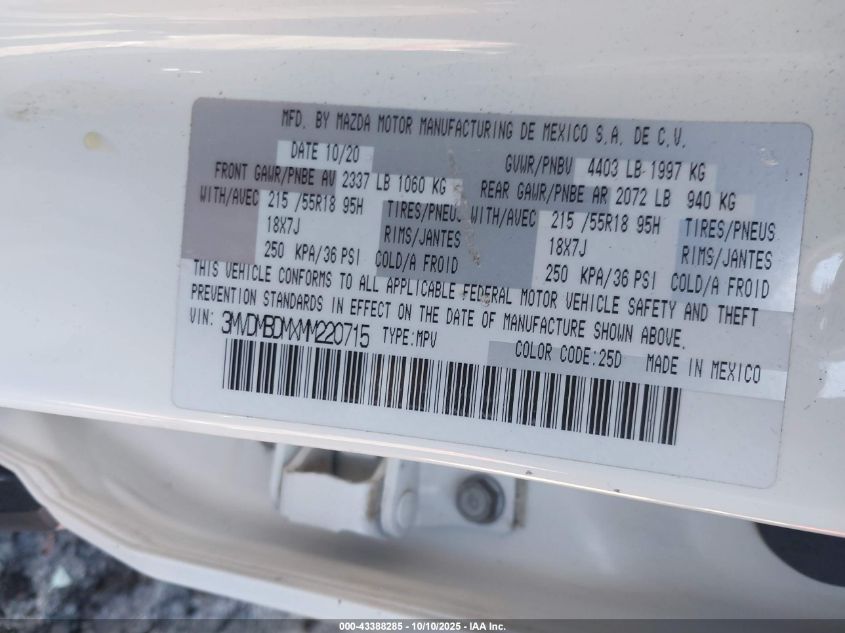 MFD. BY MAZDA MOTOR MANUFACTURING DE MEXICO S.A. DE C.V.
DATE 10/20 GVWR/PNBV 4403 LB-1997 KG
FRONT GAWR/PNBE AV 2337 LB 1060 KG REAR GAWR/PNBE AR 2072 LB 940 KG
WITH/AVEC 215 /55R18 95H TIRES/PNEUS WITH/AVEC 215 /55R18 95H TIRES/PNEUS
18X7J RIMS/JANTES 18X7J RIMS/JANTES
250 KPA/36 PSI COLD/A FROID 250 KPA/36 PSI COLD/A FROID
THIS VEHICLE CONFORMS TO ALL APPLICABLE FEDERAL MOTOR VEHICLE SAFETY AND THEFT
PREVENTION STANDARDS IN EFFECT ON THE DATE OF MANUFACTURE SHOWN ABOVE.
VIN: 3MVDMBDMXMM220715 TYPE:MPV
COLOR CODE:25D MADE IN MEXICO
000-43388285 - 10/10/2025 - IAA Inc.